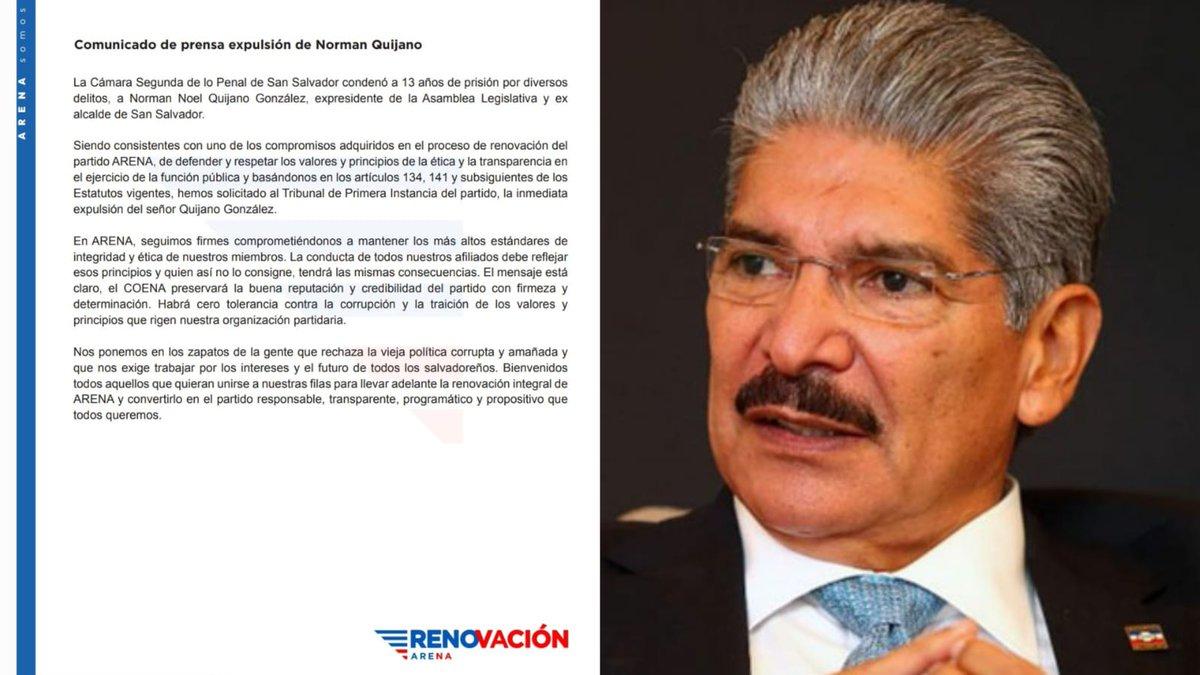 ARENA somos
Comunicado de prensa expulsión de Norman Quijano
La Cámara Segunda de lo Penal de San Salvador condenó a 13 años de prisión por diversos
delitos, a Norman Noel Quijano González, expresidente de la Asamblea Legislativa y ex
alcalde de San Salvador.
Siendo consistentes con uno de los compromisos adquiridos en el proceso de renovación del
partido ARENA, de defender y respetar los valores y principios de la ética y la transparencia en
el ejercicio de la función pública y basándonos en los artículos 134, 141 y subsiguientes de los
Estatutos vigentes, hemos solicitado al Tribunal de Primera Instancia del partido, la inmediata
expulsión del señor Quijano González.
En ARENA, seguimos firmes comprometiéndonos a mantener los más altos estándares de
integridad y ética de nuestros miembros. La conducta de todos nuestros afiliados debe reflejar
esos principios y quien así no lo consigne, tendrá las mismas consecuencias. El mensaje está
claro, el COENA preservará la buena reputación y credibilidad del partido con firmeza y
determinación. Habrá cero tolerancia contra la corrupción y la traición de los valores y
principios que rigen nuestra organización partidaria.
Nos ponemos en los zapatos de la gente que rechaza la vieja política corrupta y amañada y
que nos exige trabajar por los intereses y el futuro de todos los salvadoreños. Bienvenidos
todos aquellos que quieran unirse a nuestras filas para llevar adelante la renovación integral de
ARENA y convertirlo en el partido responsable, transparente, programático y propositivo que
todos queremos.
RENOVACIÓN
ARENA